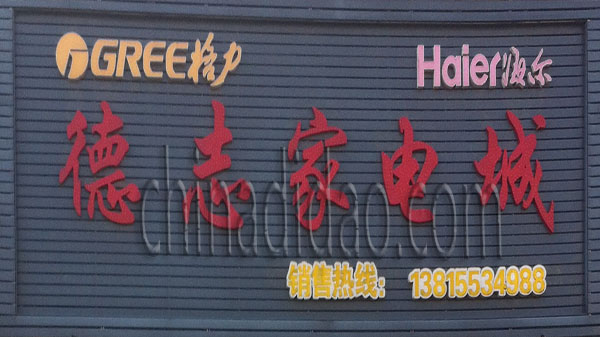 GREE格力 Haier海尔
德志家电城
chinadidao.com
销售热线：13815534988